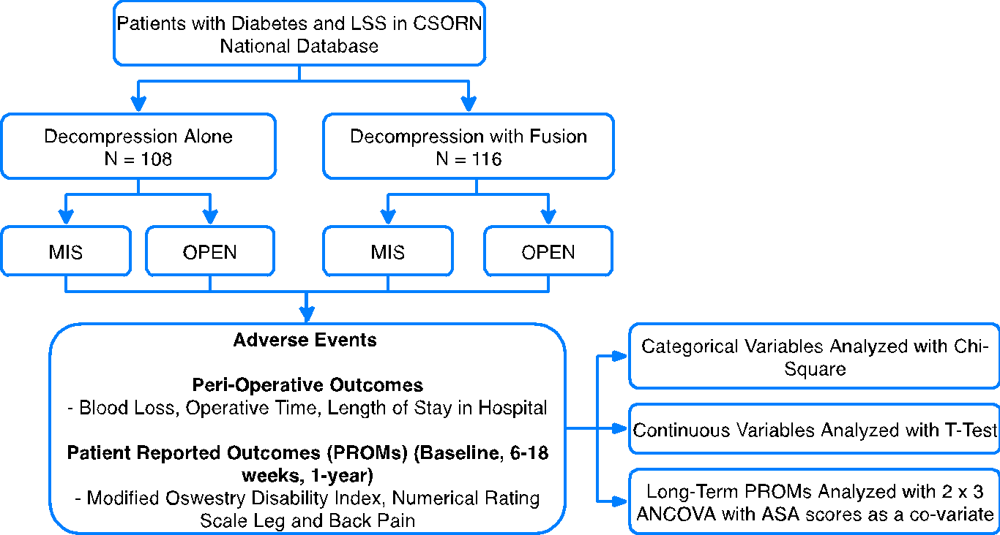 Patients with Diabetes and LSS in CSORN
National Database
Decompression Alone
N = 108
Decompression with Fusion
N = 116
MIS
OPEN
MIS
OPEN
Adverse Events
Peri-Operative Outcomes
- Blood Loss, Operative Time, Length of Stay in Hospital
Patient Reported Outcomes (PROMs) (Baseline, 6-18
weeks, 1-year)
- Modified Oswestry Disability Index, Numerical Rating
Scale Leg and Back Pain
Categorical Variables Analyzed with Chi-
Square
Continuous Variables Analyzed with T-Test
Long-Term PROMs Analyzed with 2 x 3
ANCOVA with ASA scores as a co-variate